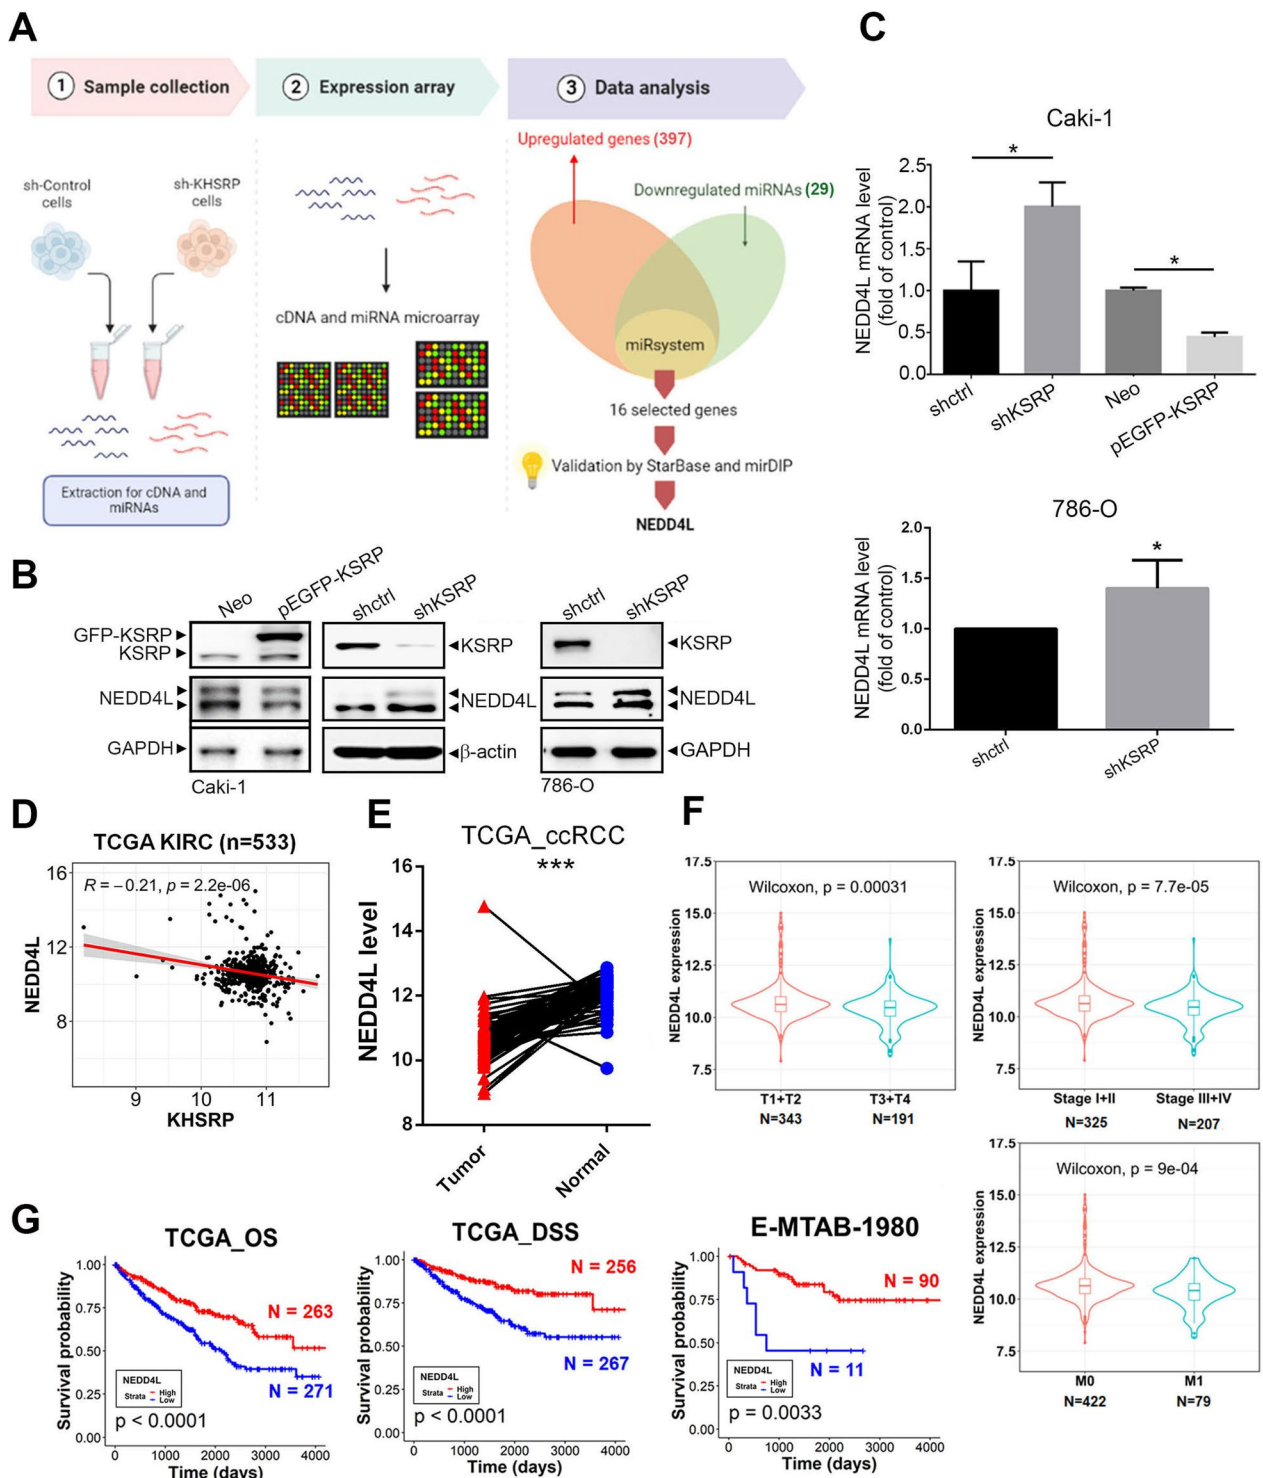 A
1 Sample collection
2 Expression array
3 Data analysis
sh-Control
cells
sh-KHSRP
cells
Extraction for cDNA and
miRNAs
cDNA and miRNA microarray
Upregulated genes (397)
Downregulated miRNAs (29)
miRsystem
16 selected genes
Validation by StarBase and mirDIP
NEDD4L
B
Neo
pEGFP-KSRP
shctrl
shKSRP
shctrl
shKSRP
GFP-KSRP
KSRP
KSRP
KSRP
NEDD4L
NEDD4L
NEDD4L
GAPDH
β-actin
GAPDH
Caki-1
786-O
C
Caki-1
NEDD4L mRNA level
(fold of control)
2.5
2.0
1.5
1.0
0.5
0.0
*
*
shctrl
shKSRP
Neo
pEGFP-KSRP
786-O
NEDD4L mRNA level
(fold of control)
2.0
1.5
1.0
0.5
0.0
*
shctrl
shKSRP
D
TCGA KIRC (n=533)
R = −0.21, p = 2.2e-06
NEDD4L
16
12
8
9
10
11
KHSRP
E
TCGA_ccRCC
***
NEDD4L level
16
14
12
10
8
Tumor
Normal
F
NEDD4L expression
17.5
15.0
12.5
10.0
7.5
Wilcoxon, p = 0.00031
T1+T2
T3+T4
N=343
N=191
NEDD4L expression
17.5
15.0
12.5
10.0
7.5
Wilcoxon, p = 7.7e-05
Stage I+II
Stage III+IV
N=325
N=207
NEDD4L expression
17.5
15.0
12.5
10.0
7.5
Wilcoxon, p = 9e-04
M0
M1
N=422
N=79
G
TCGA_OS
Survival probability
1.00
0.75
0.50
0.25
0.00
N = 263
N = 271
NEDD4L
Strata
High
Low
p < 0.0001
0
1000
2000
3000
4000
Time (days)
TCGA_DSS
Survival probability
1.00
0.75
0.50
0.25
0.00
N = 256
N = 267
NEDD4L
Strata
High
Low
p < 0.0001
0
1000
2000
3000
4000
Time (days)
E-MTAB-1980
Survival probability
1.00
0.75
0.50
0.25
0.00
N = 90
N = 11
NEDD4L
Strata
High
Low
p = 0.0033
0
1000
2000
3000
4000
Time (days)